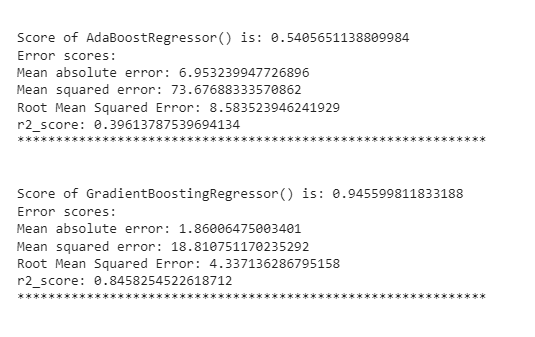 Score of AdaBoostRegressor() is: 0.5405651138809984
Error scores:
Mean absolute error: 6.953239947726896
Mean squared error: 73.67688333570862
Root Mean Squared Error: 8.583523946241929
r2_score: 0.39613787539694134
*************************************************************
Score of GradientBoostingRegressor() is: 0.945599811833188
Error scores:
Mean absolute error: 1.86006475003401
Mean squared error: 18.810751170235292
Root Mean Squared Error: 4.337136286795158
r2_score: 0.8458254522618712
*************************************************************